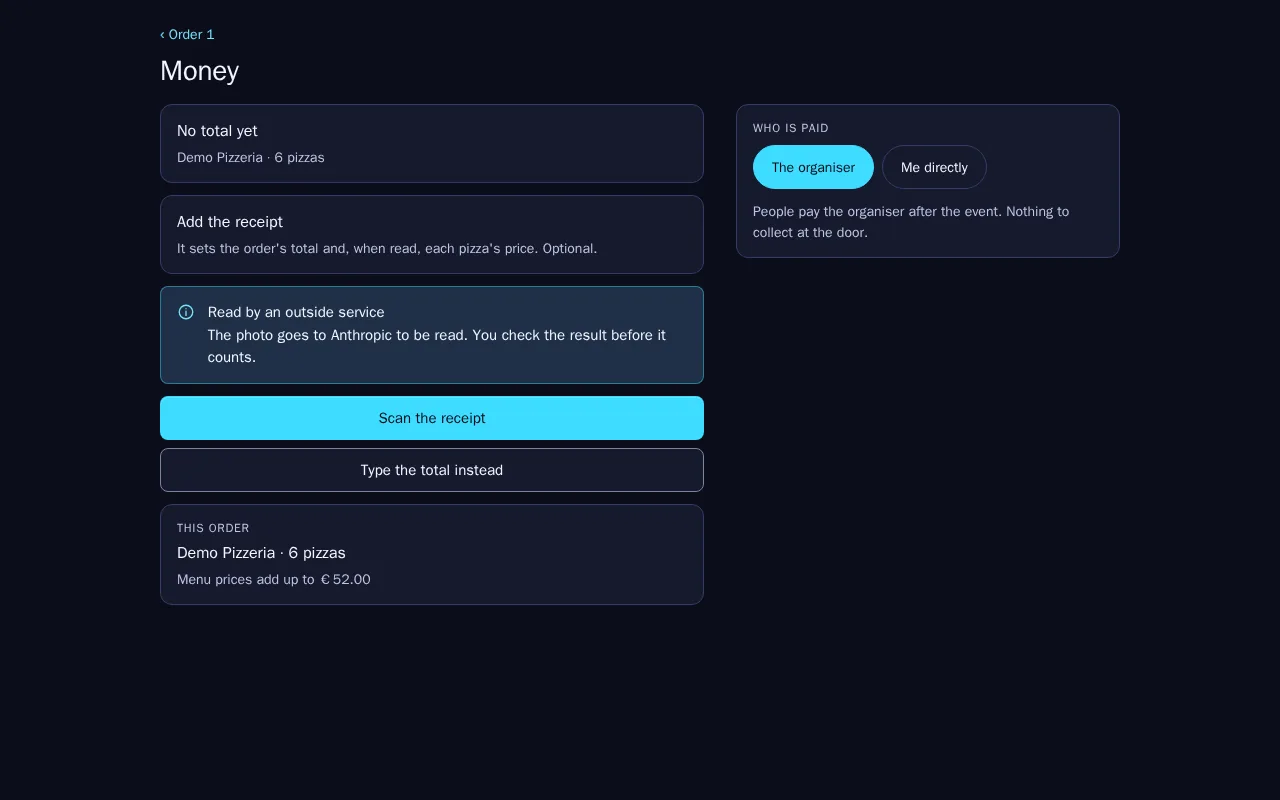 ‹ Order 1
Money
No total yet
Demo Pizzeria · 6 pizzas
Add the receipt
It sets the order's total and, when read, each pizza's price. Optional.
Read by an outside service
The photo goes to Anthropic to be read. You check the result before it
counts.
Scan the receipt
Type the total instead
THIS ORDER
Demo Pizzeria · 6 pizzas
Menu prices add up to € 52.00
WHO IS PAID
The organiser
Me directly
People pay the organiser after the event. Nothing to
collect at the door.